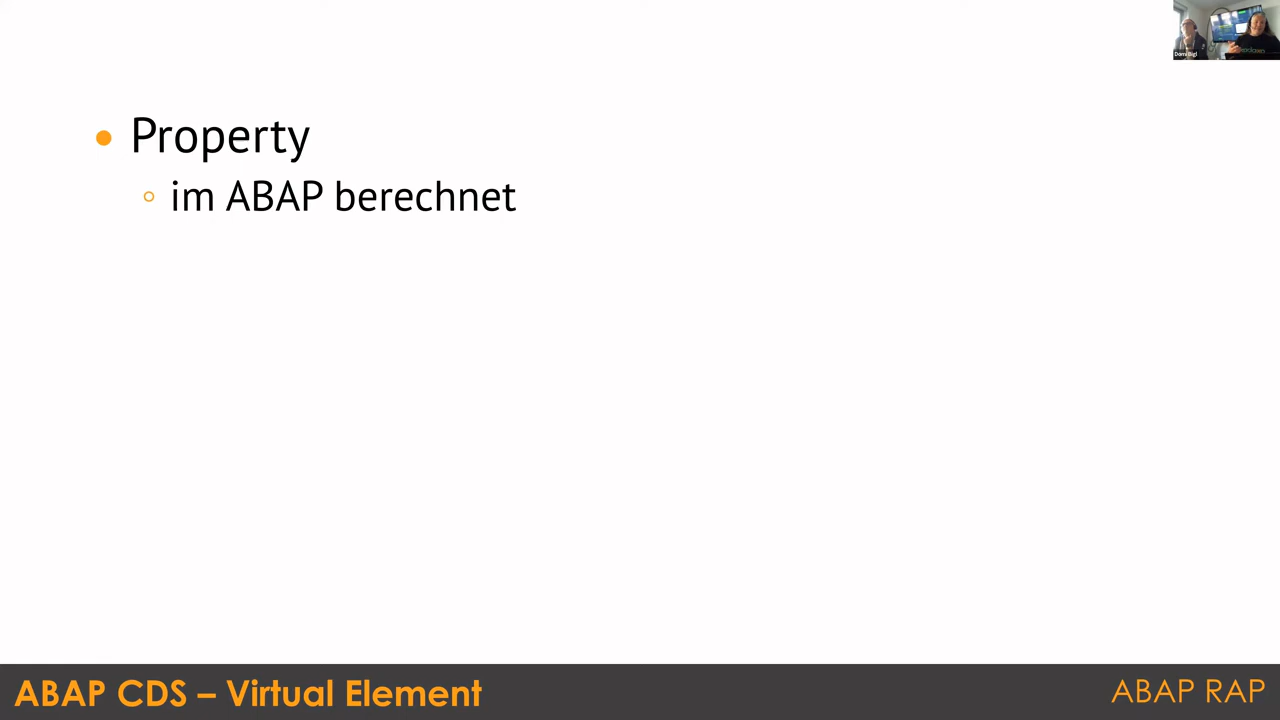 Property
im ABAP berechnet
ABAP CDS – Virtual Element
ABAP RAP